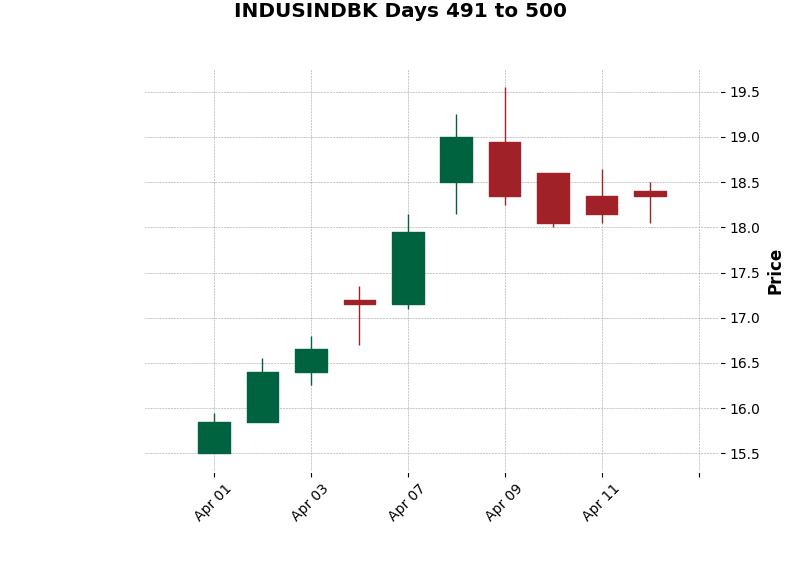 INDUSINDBK Days 491 to 500
19.5
19.0
18.5
18.0
17.5
17.0
16.5
16.0
15.5
Price
Apr 01
Apr 03
Apr 07
Apr 09
Apr 11